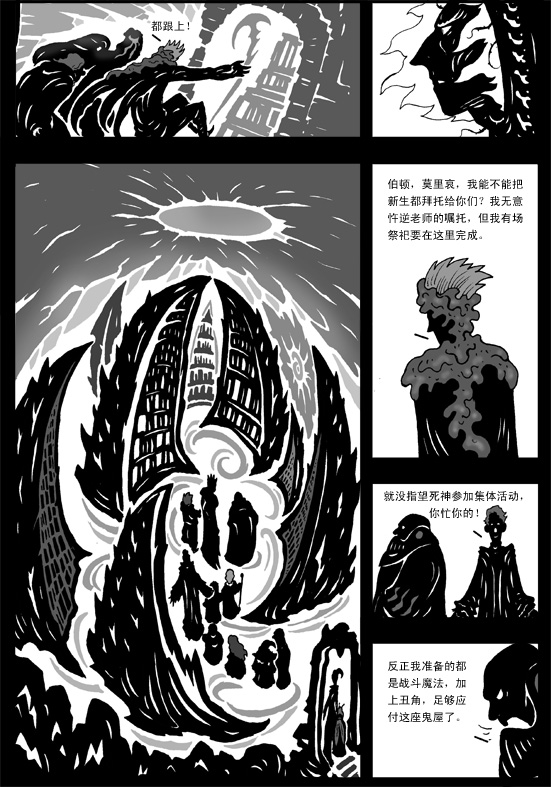 都跟上！
伯顿，莫里哀，我能不能把
新生都拜托给你们？我无意
忤逆老师的嘱托，但我有场
祭祀要在这里完成。
就没指望死神参加集体活动，
你忙你的！
反正我准备的都
是战斗魔法，加
上丑角，足够应
付这座鬼屋了。